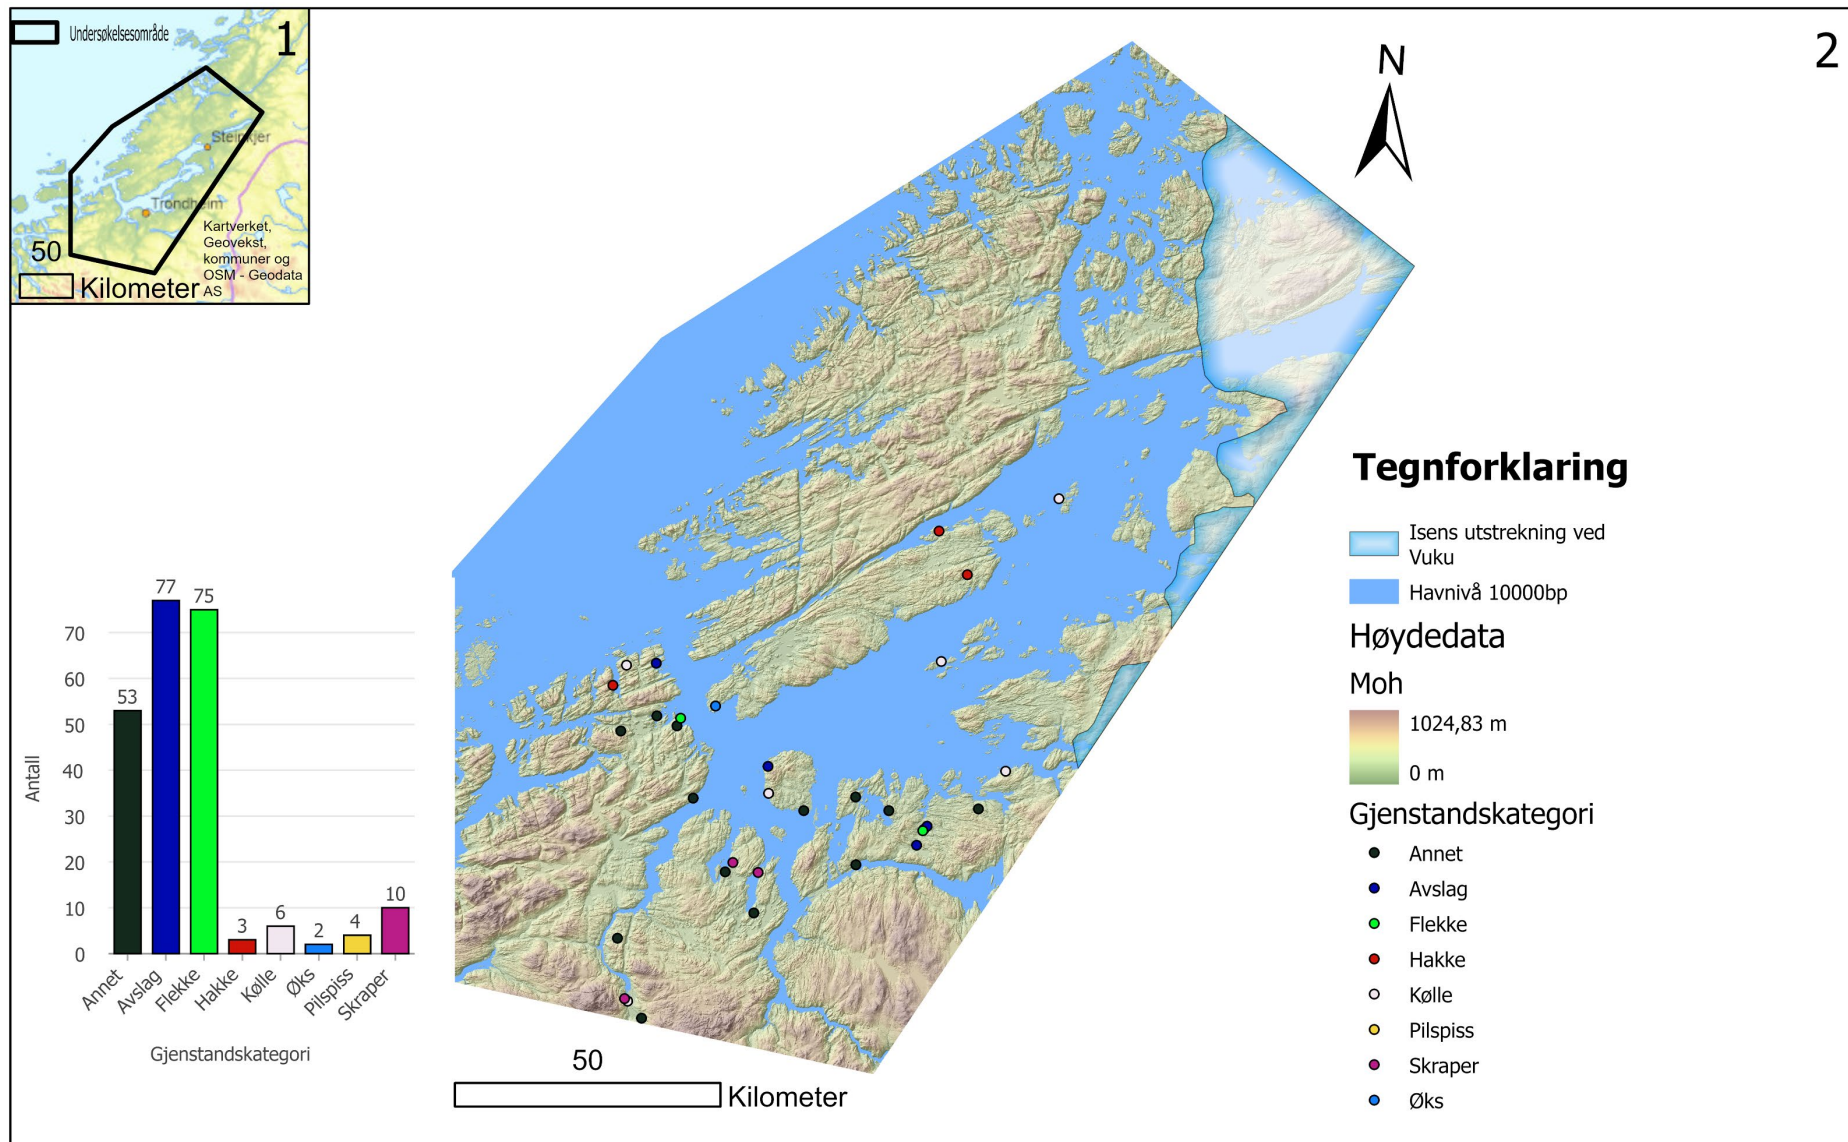 Undersøkelsesområde
1
Steinkjer
Trondheim
Kartverket,
Geovekst,
kommuner og
OSM - Geodata
AS
50
Kilometer
2
N
Tegnforklaring
Isens utstrekning ved
Vuku
Havnivå 10000bp
Høydedata
Moh
1024,83 m
0 m
Gjenstandskategori
Annet
Avslag
Flekke
Hakke
Kølle
Pilspiss
Skraper
Øks
77
75
53
3
6
2
4
10
70
60
50
40
30
20
10
0
Antall
Annet
Avslag
Flekke
Hakke
Kølle
Øks
Pilspiss
Skraper
Gjenstandskategori
50
Kilometer